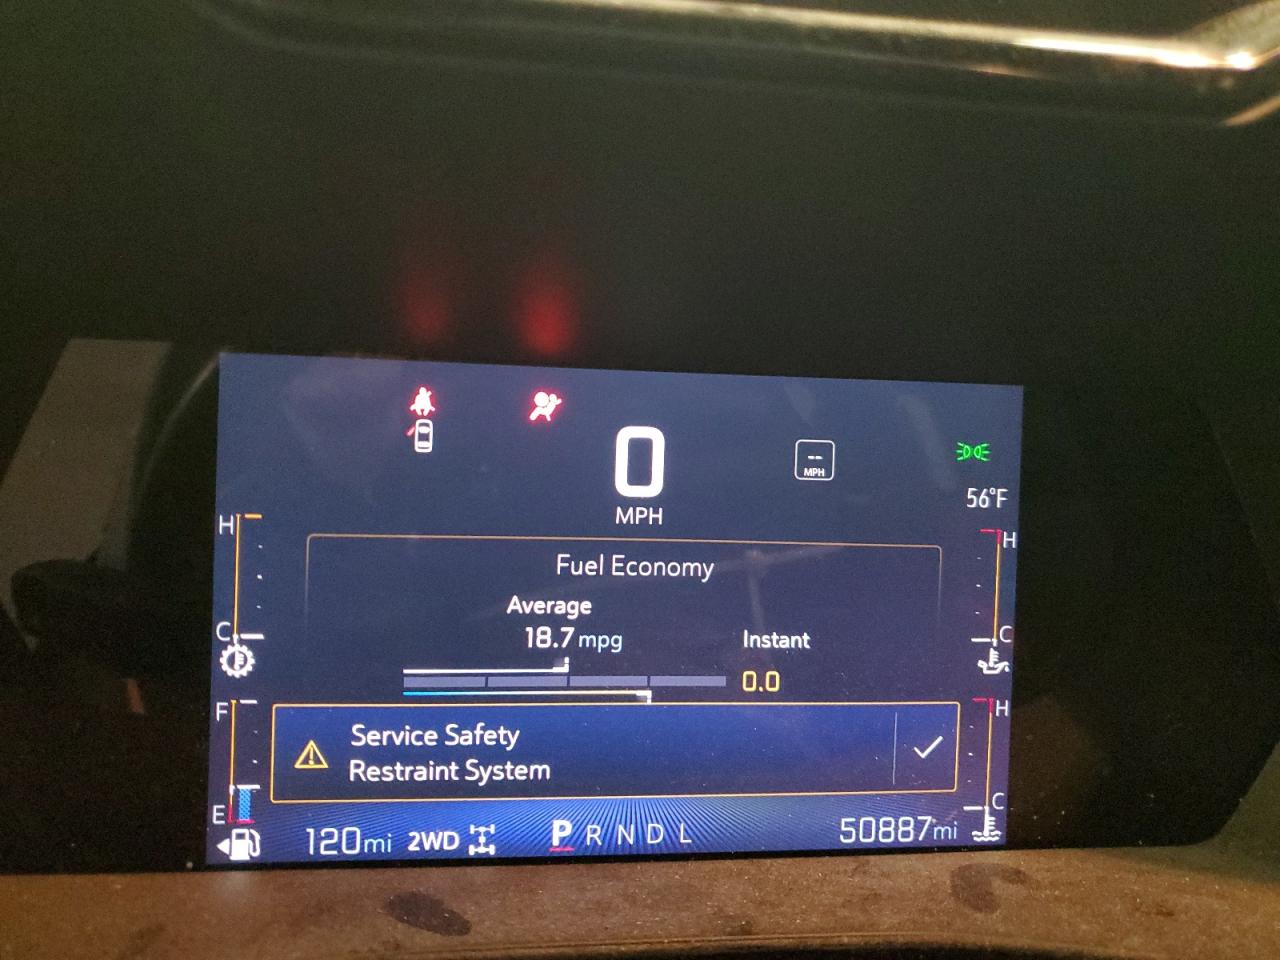 0
MPH
--
MPH
56°F
H
C
H
C
Fuel Economy
Average
18.7 mpg
Instant
0.0
F
E
H
C
Service Safety
Restraint System
120mi 2WD P R N D L 50887mi